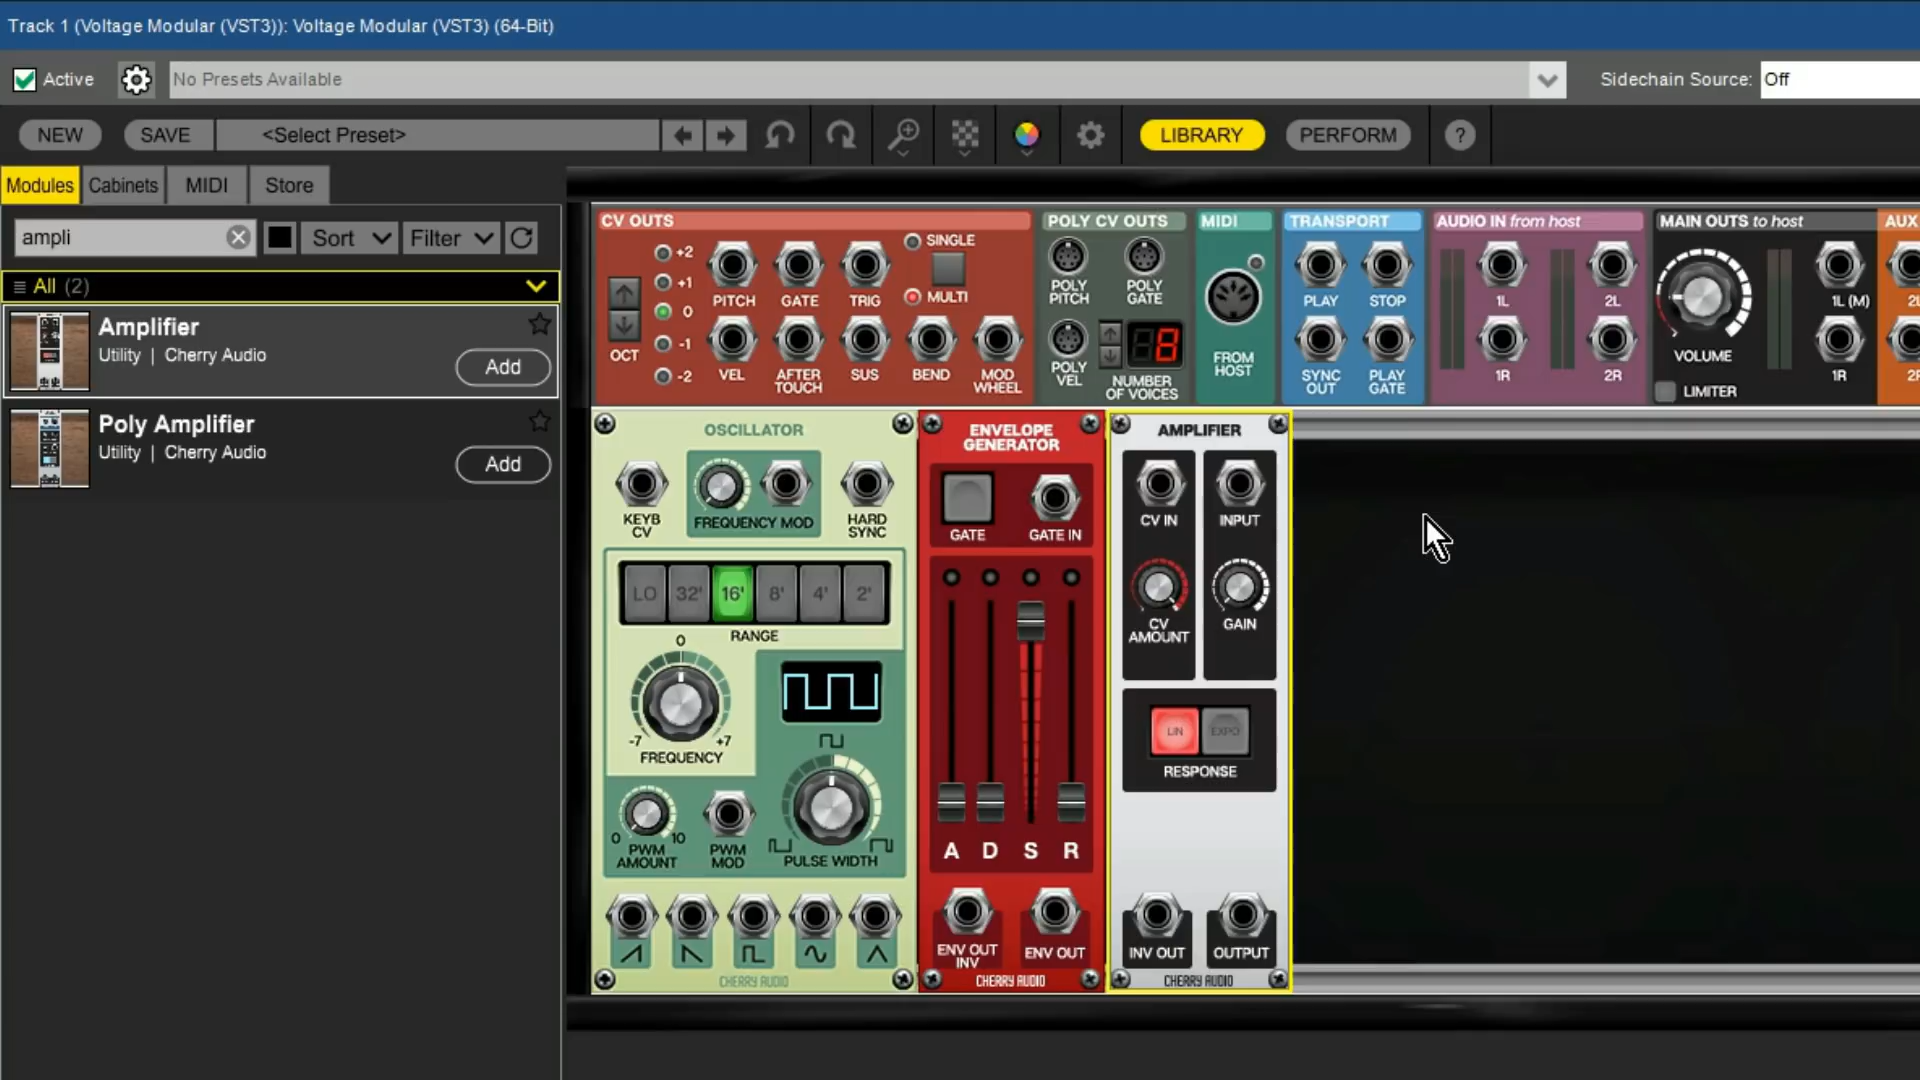 Track 1 (Voltage Modular (VST3)): Voltage Modular (VST3) (64-Bit)
Active
No Presets Available
Sidechain Source: Off
NEW
SAVE
<Select Preset>
LIBRARY
PERFORM
?
Modules
Cabinets
MIDI
Store
ampli
Sort
Filter
All (2)
Amplifier
Utility | Cherry Audio
Add
Poly Amplifier
Utility | Cherry Audio
Add
CV OUTS
+2
+1
0
-1
-2
OCT
PITCH
GATE
TRIG
SINGLE
MULTI
VEL
AFTER
TOUCH
SUS
BEND
MOD
WHEEL
POLY CV OUTS
POLY
PITCH
POLY
GATE
POLY
VEL
8
NUMBER
OF VOICES
MIDI
FROM
HOST
TRANSPORT
PLAY
STOP
SYNC
OUT
PLAY
GATE
AUDIO IN from host
1L
2L
1R
2R
MAIN OUTS to host
VOLUME
LIMITER
1L (M)
1R
AUX
OSCILLATOR
KEYB
CV
FREQUENCY MOD
HARD
SYNC
LO
32'
16'
8'
4'
2'
RANGE
0
-7
+7
FREQUENCY
0
10
PWM
AMOUNT
PWM
MOD
PULSE WIDTH
CHERRY AUDIO
ENVELOPE
GENERATOR
GATE
GATE IN
A
D
S
R
ENV OUT
INV
ENV OUT
CHERRY AUDIO
AMPLIFIER
CV IN
INPUT
CV
AMOUNT
GAIN
LIN
EXPO
RESPONSE
INV OUT
OUTPUT
CHERRY AUDIO